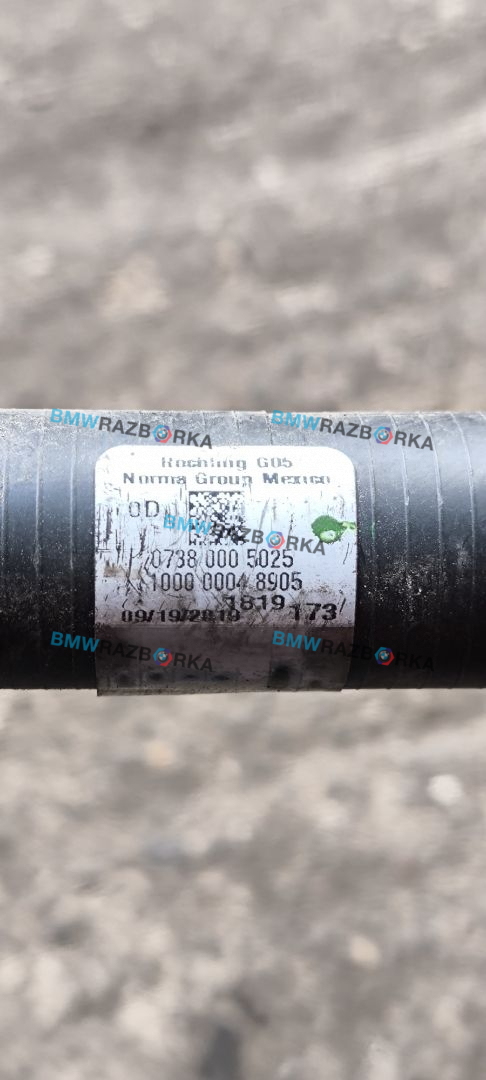 BMWRAZBORKA BMWRAZBORKA
Rochling G05
Norma Group Mexico
OD
BMWRAZBORKA
0738 000 5025
1000 0004 8905
1819
09/19/2019 173
BMWRAZBORKA BMWRAZBORKA